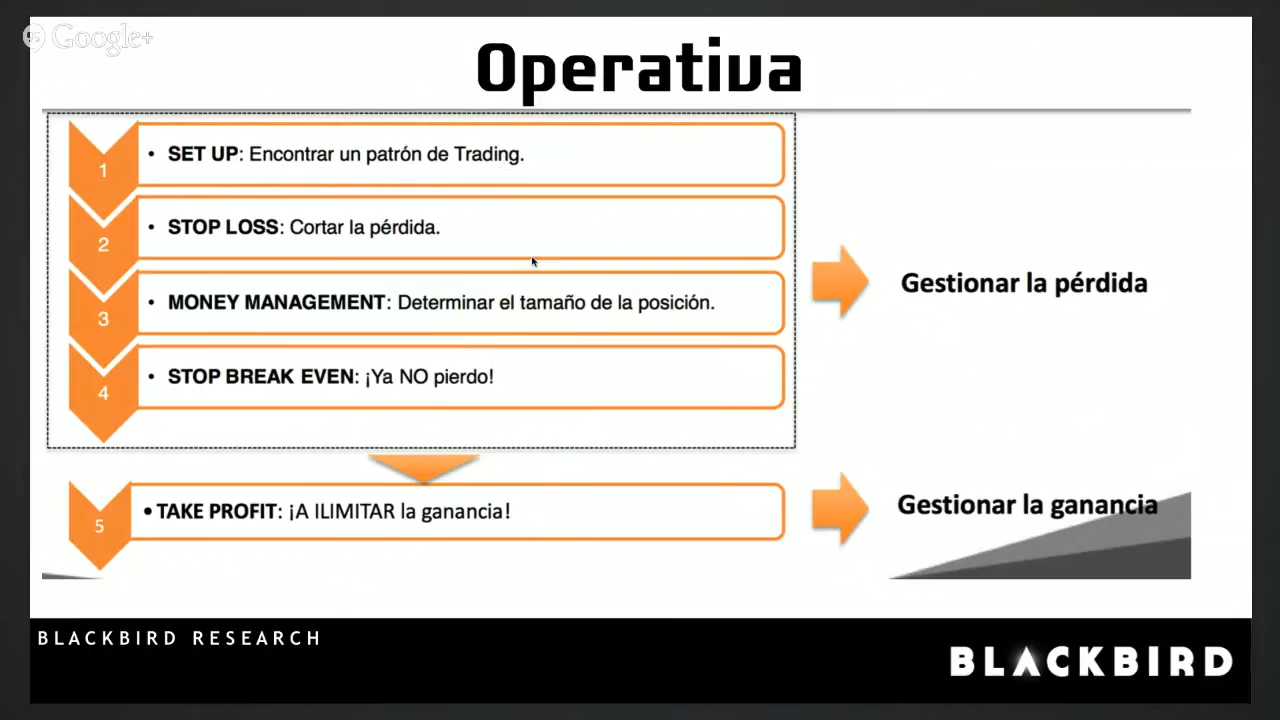 Google+
Operativa
1
• SET UP: Encontrar un patrón de Trading.
2
• STOP LOSS: Cortar la pérdida.
3
• MONEY MANAGEMENT: Determinar el tamaño de la posición.
4
• STOP BREAK EVEN: ¡Ya NO pierdo!
Gestionar la pérdida
5
• TAKE PROFIT: ¡A ILIMITAR la ganancia!
Gestionar la ganancia
BLACKBIRD RESEARCH
BLACKBIRD